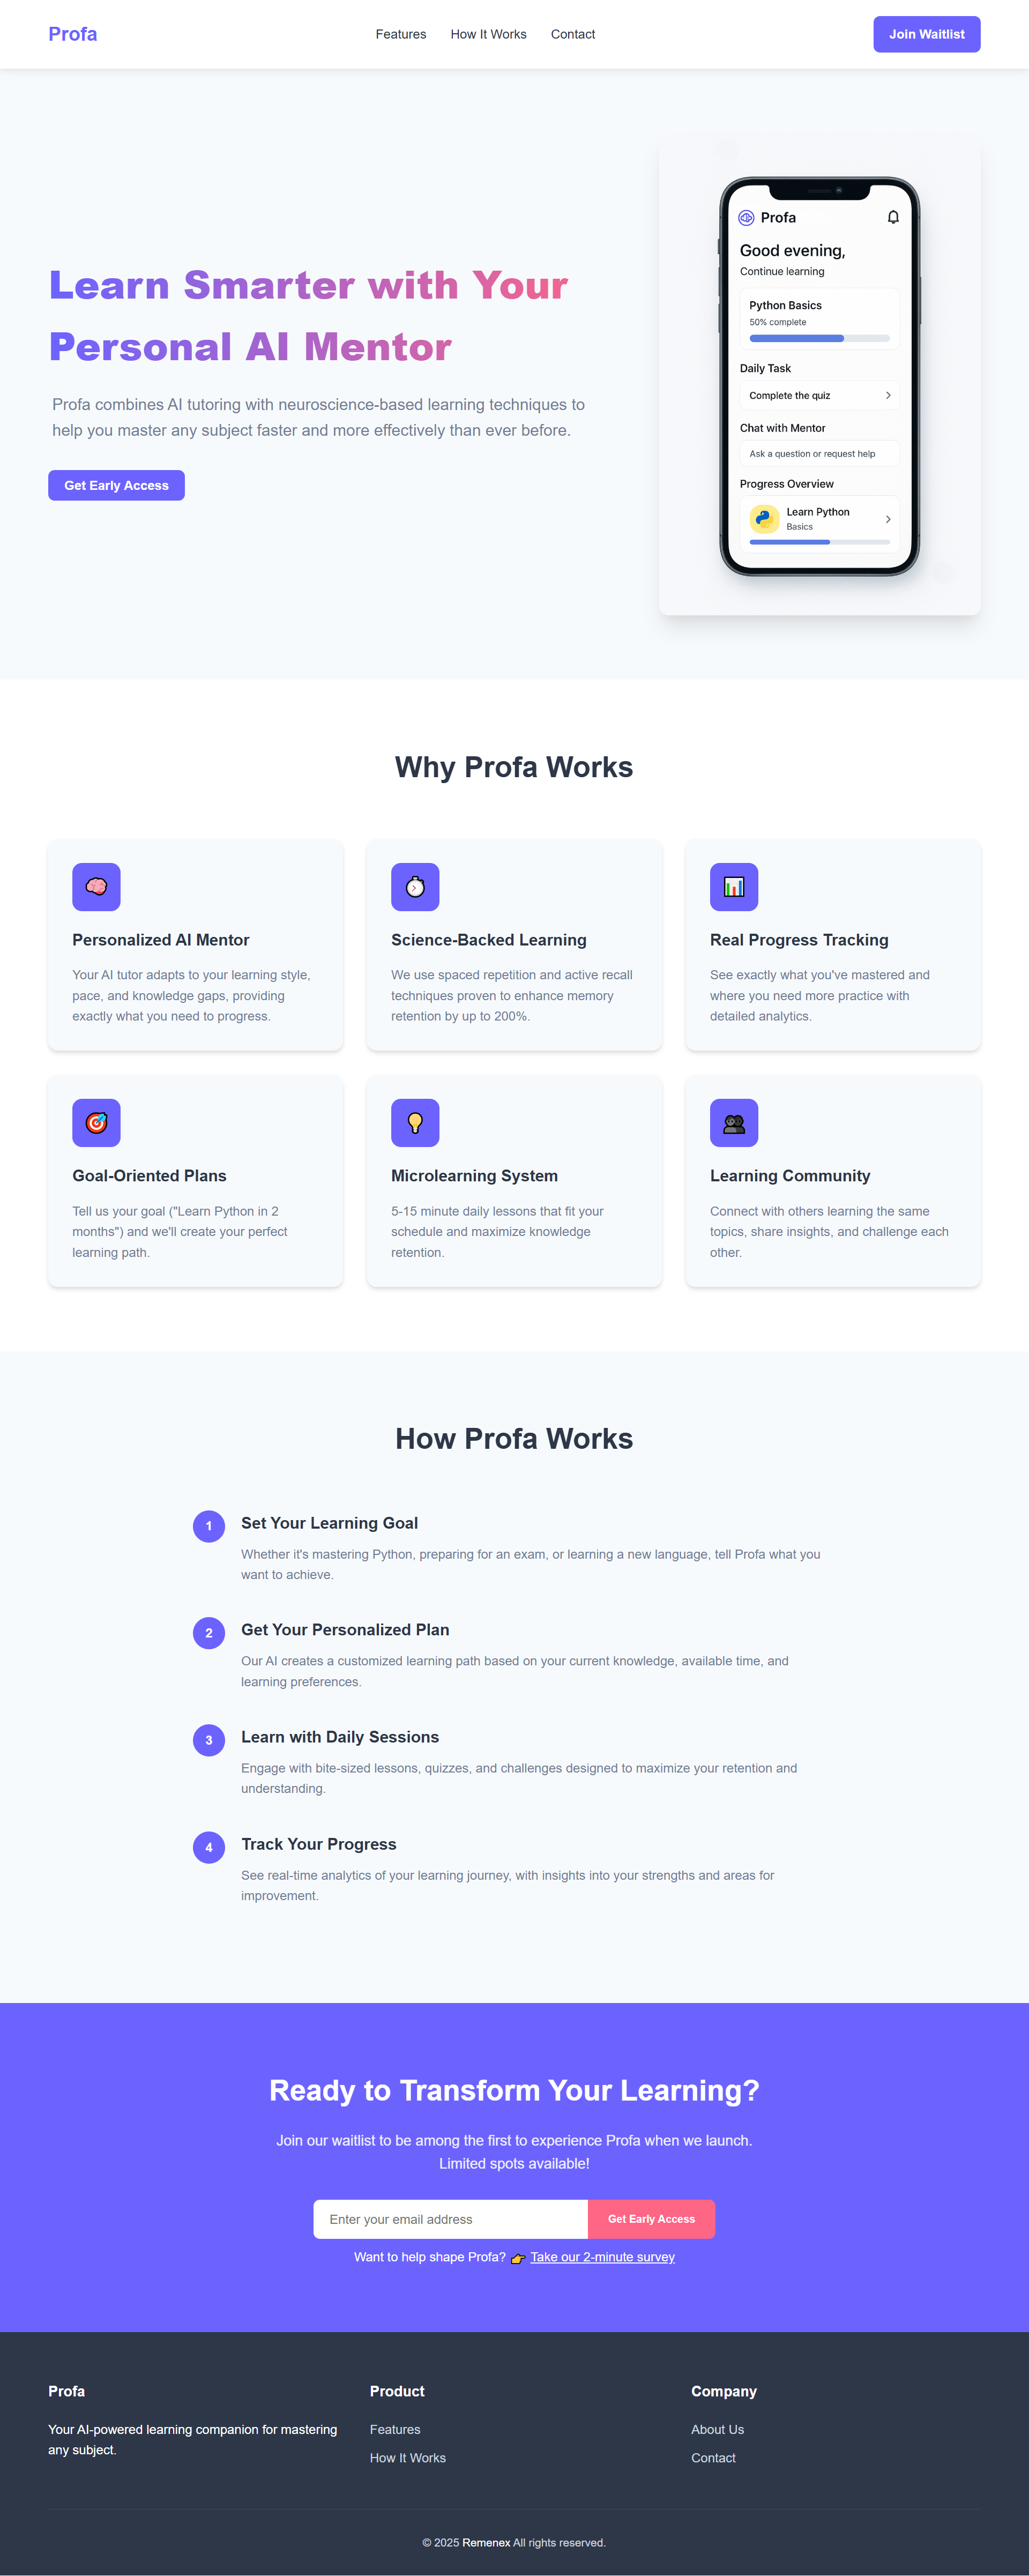 Profa
Features
How It Works
Contact
Join Waitlist
Learn Smarter with Your
Personal AI Mentor
Profa combines AI tutoring with neuroscience-based learning techniques to
help you master any subject faster and more effectively than ever before.
Get Early Access
Profa
Good evening,
Continue learning
Python Basics
50% complete
Daily Task
Complete the quiz
Chat with Mentor
Ask a question or request help
Progress Overview
Learn Python
Basics
Why Profa Works
Personalized AI Mentor
Your AI tutor adapts to your learning style,
pace, and knowledge gaps, providing
exactly what you need to progress.
Science-Backed Learning
We use spaced repetition and active recall
techniques proven to enhance memory
retention by up to 200%.
Real Progress Tracking
See exactly what you've mastered and
where you need more practice with
detailed analytics.
Goal-Oriented Plans
Tell us your goal ("Learn Python in 2
months") and we'll create your perfect
learning path.
Microlearning System
5-15 minute daily lessons that fit your
schedule and maximize knowledge
retention.
Learning Community
Connect with others learning the same
topics, share insights, and challenge each
other.
How Profa Works
1
Set Your Learning Goal
Whether it's mastering Python, preparing for an exam, or learning a new language, tell Profa what you
want to achieve.
2
Get Your Personalized Plan
Our AI creates a customized learning path based on your current knowledge, available time, and
learning preferences.
3
Learn with Daily Sessions
Engage with bite-sized lessons, quizzes, and challenges designed to maximize your retention and
understanding.
4
Track Your Progress
See real-time analytics of your learning journey, with insights into your strengths and areas for
improvement.
Ready to Transform Your Learning?
Join our waitlist to be among the first to experience Profa when we launch.
Limited spots available!
Enter your email address
Get Early Access
Want to help shape Profa? 👉 Take our 2-minute survey
Profa
Your AI-powered learning companion for mastering
any subject.
Product
Features
How It Works
Company
About Us
Contact
© 2025 Remenex All rights reserved.